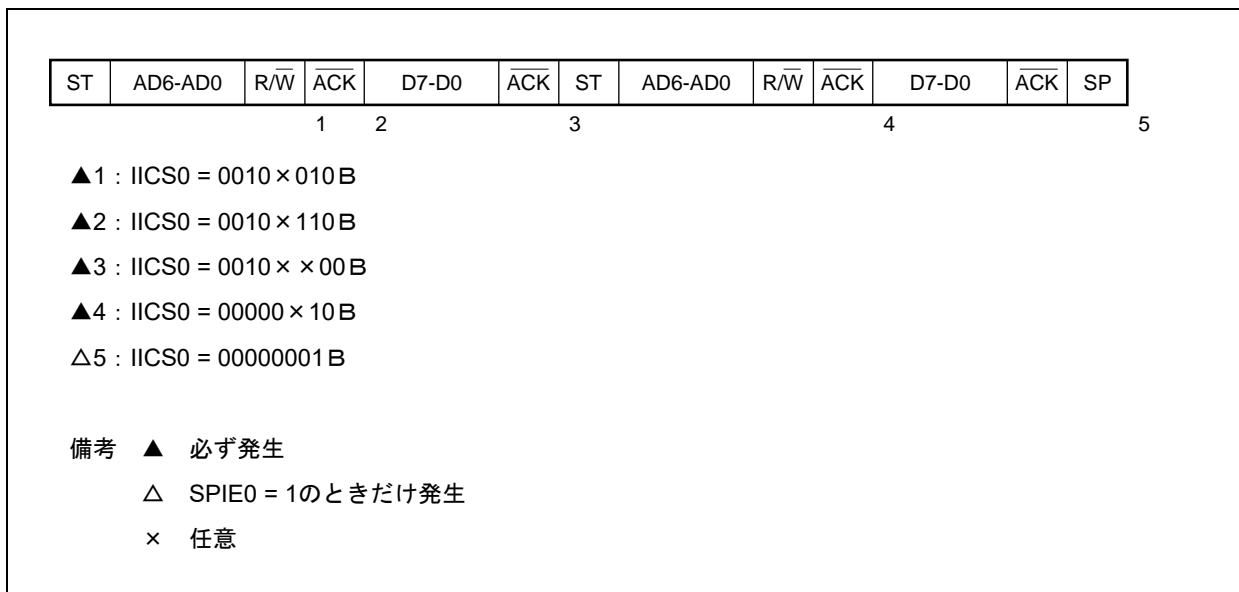 ST AD6-AD0 R/W ACK D7-D0 ACK ST AD6-AD0 R/W ACK D7-D0 ACK SP
1 2 3 4 5
▲1 : IICS0 = 0010×010B
▲2 : IICS0 = 0010×110B
▲3 : IICS0 = 0010××00B
▲4 : IICS0 = 00000×10B
△5 : IICS0 = 00000001B
備考 ▲ 必ず発生
△ SPIE0 = 1のときだけ発生
× 任意